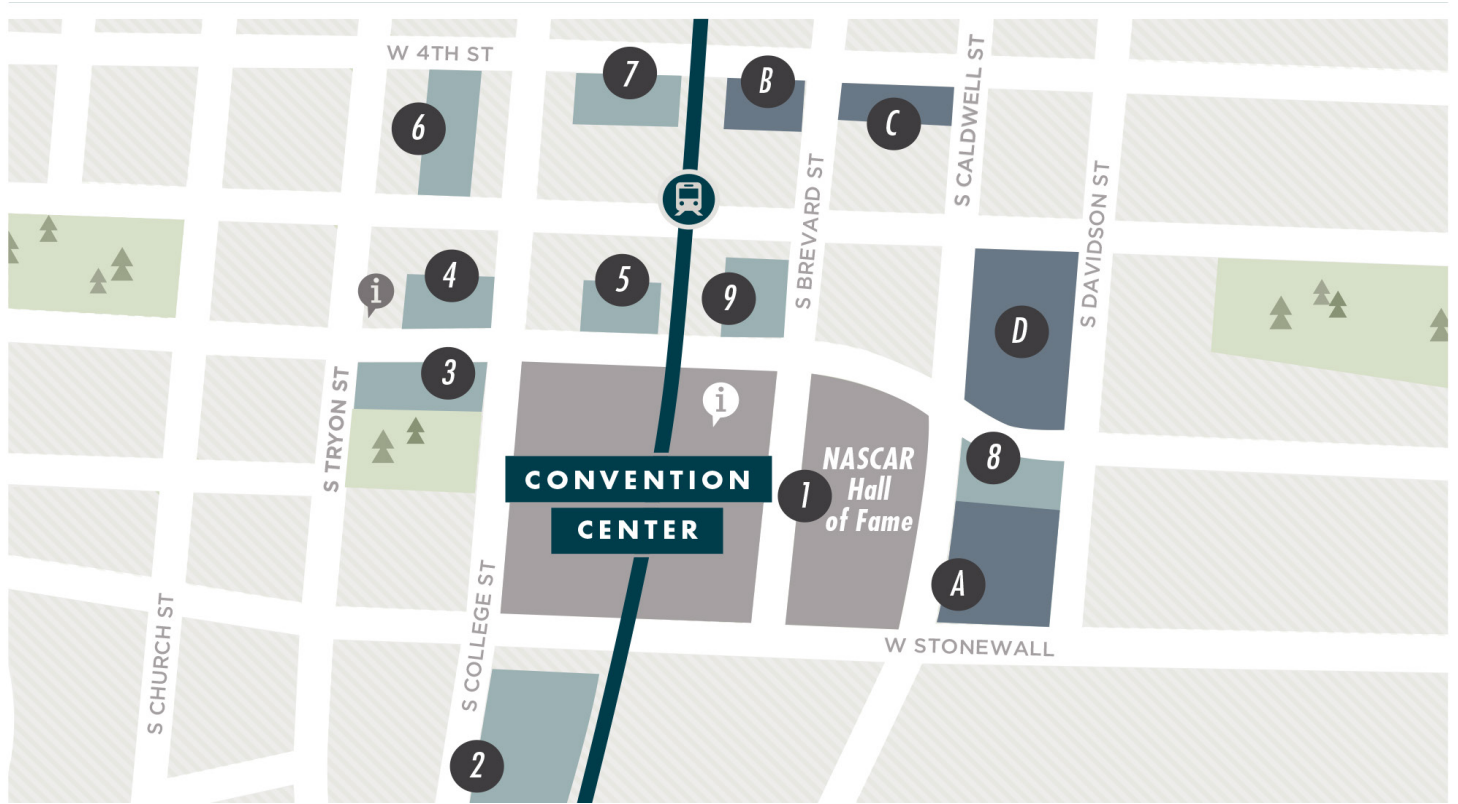 W 4TH ST
7
B
C
6
S CALDWELL ST
S BREVARD ST
S DAVIDSON ST
i
4
5
9
D
3
i
S TRYON ST
NASCAR
Hall
of Fame
8
CONVENTION
CENTER
1
A
S COLLEGE ST
S CHURCH ST
W STONEWALL
2